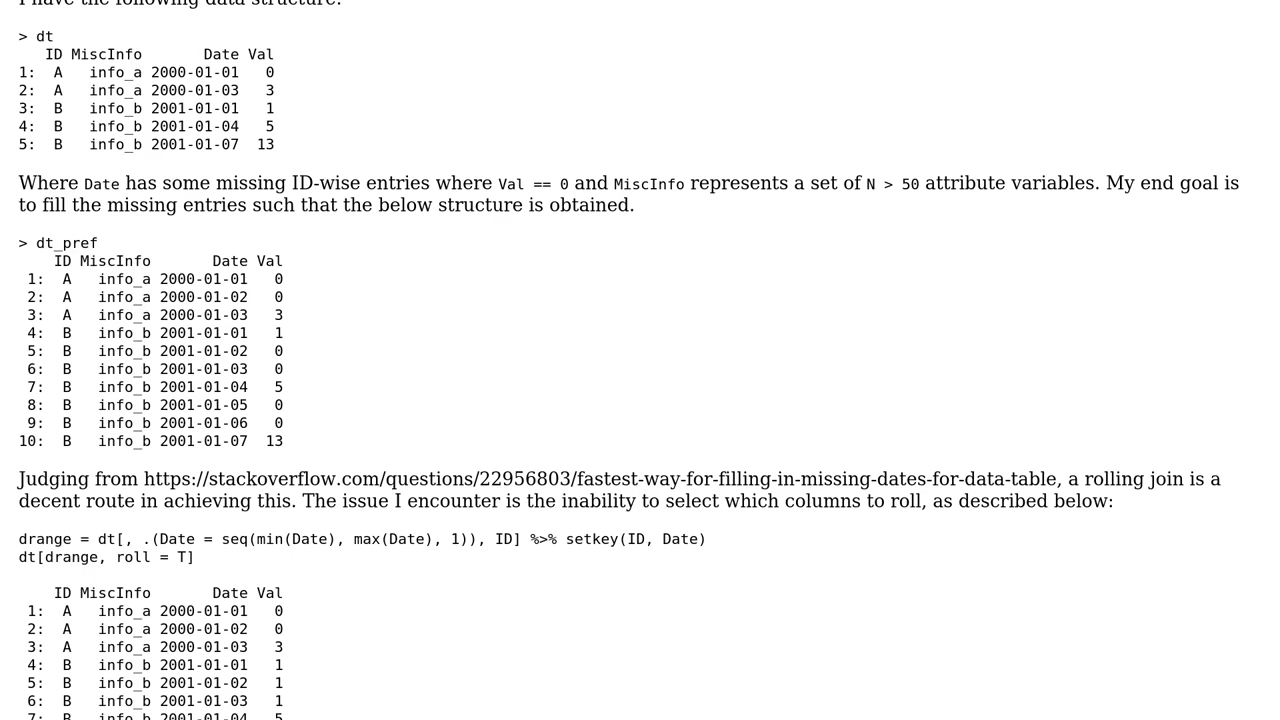 I have the following data structure:
> dt
   ID MiscInfo       Date Val
1:  A   info_a 2000-01-01   0
2:  A   info_a 2000-01-03   3
3:  B   info_b 2001-01-01   1
4:  B   info_b 2001-01-04   5
5:  B   info_b 2001-01-07  13
Where Date has some missing ID-wise entries where Val == 0 and MiscInfo represents a set of N > 50 attribute variables. My end goal is
to fill the missing entries such that the below structure is obtained.
> dt_pref
    ID MiscInfo       Date Val
 1:  A   info_a 2000-01-01   0
 2:  A   info_a 2000-01-02   0
 3:  A   info_a 2000-01-03   3
 4:  B   info_b 2001-01-01   1
 5:  B   info_b 2001-01-02   0
 6:  B   info_b 2001-01-03   0
 7:  B   info_b 2001-01-04   5
 8:  B   info_b 2001-01-05   0
 9:  B   info_b 2001-01-06   0
10:  B   info_b 2001-01-07  13
Judging from https://stackoverflow.com/questions/22956803/fastest-way-for-filling-in-missing-dates-for-data-table, a rolling join is a
decent route in achieving this. The issue I encounter is the inability to select which columns to roll, as described below:
drange = dt[, .(Date = seq(min(Date), max(Date), 1)), ID] %>% setkey(ID, Date)
dt[drange, roll = T]
    ID MiscInfo       Date Val
 1:  A   info_a 2000-01-01   0
 2:  A   info_a 2000-01-02   0
 3:  A   info_a 2000-01-03   3
 4:  B   info_b 2001-01-01   1
 5:  B   info_b 2001-01-02   1
 6:  B   info_b 2001-01-03   1
 7:  B   info_b 2001-01-04   5